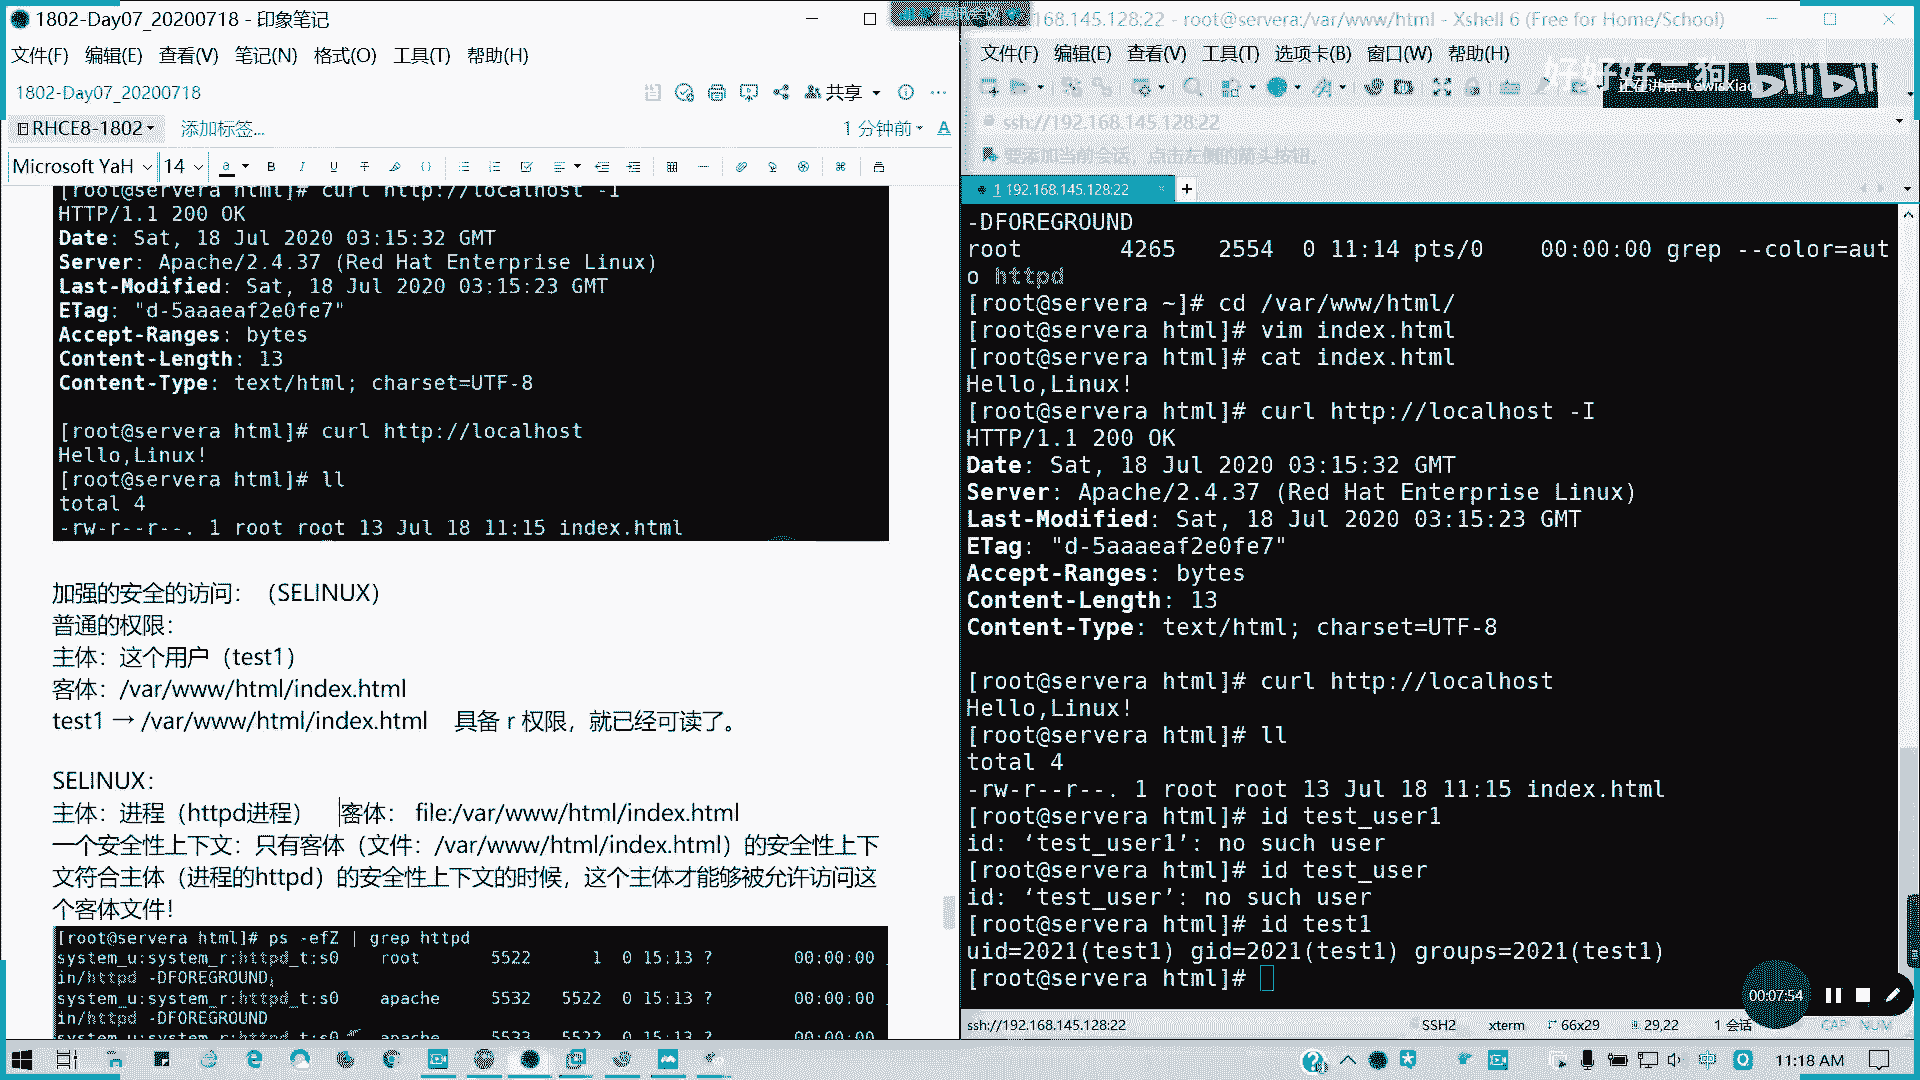 1802-Day07_20200718 - 印象笔记
文件(F) 编辑(E) 查看(V) 笔记(N) 格式(O) 工具(T) 帮助(H)
1802-Day07_20200718
共享
RHCE8-1802 添加标签...
1 分钟前
Microsoft YaH 14
[root@servera html]# curl http://localhost -I
HTTP/1.1 200 OK
Date: Sat, 18 Jul 2020 03:15:32 GMT
Server: Apache/2.4.37 (Red Hat Enterprise Linux)
Last-Modified: Sat, 18 Jul 2020 03:15:23 GMT
ETag: "d-5aaaeaf2e0fe7"
Accept-Ranges: bytes
Content-Length: 13
Content-Type: text/html; charset=UTF-8
[root@servera html]# curl http://localhost
Hello,Linux!
[root@servera html]# ll
total 4
-rw-r--r--. 1 root root 13 Jul 18 11:15 index.html
加强的安全的访问：（SELINUX）
普通的权限：
主体：这个用户（test1）
客体：/var/www/html/index.html
test1 → /var/www/html/index.html 具备 r 权限，就已经可读了。
SELINUX：
主体：进程（httpd进程） 客体： file:/var/www/html/index.html
一个安全性上下文：只有客体（文件：/var/www/html/index.html）的安全性上下
文符合主体（进程的httpd）的安全性上下文的时候，这个主体才能够被允许访问这
个客体文件！
[root@servera html]# ps -efZ | grep httpd
system_u:system_r:httpd_t:s0 root 5522 1 0 15:13 ? 00:00:00
in/httpd -DFOREGROUND
system_u:system_r:httpd_t:s0 apache 5532 5522 0 15:13 ? 00:00:00
in/httpd -DFOREGROUND
system_u:system_r:httpd_t:s0 apache 5533 5522 0 15:13 ? 00:00:00
168.145.128:22 - root@servera:/var/www/html - Xshell 6 (Free for Home/School)
文件(F) 编辑(E) 查看(V) 工具(T) 选项卡(B) 窗口(W) 帮助(H)
bilibili
ssh://192.168.145.128:22
要添加当前会话，点击左侧的箭头按钮。
1 192.168.145.128:22
-DFOREGROUND
root 4265 2554 0 11:14 pts/0 00:00:00 grep --color=aut
o httpd
[root@servera ~]# cd /var/www/html/
[root@servera html]# vim index.html
[root@servera html]# cat index.html
Hello,Linux!
[root@servera html]# curl http://localhost -I
HTTP/1.1 200 OK
Date: Sat, 18 Jul 2020 03:15:32 GMT
Server: Apache/2.4.37 (Red Hat Enterprise Linux)
Last-Modified: Sat, 18 Jul 2020 03:15:23 GMT
ETag: "d-5aaaeaf2e0fe7"
Accept-Ranges: bytes
Content-Length: 13
Content-Type: text/html; charset=UTF-8
[root@servera html]# curl http://localhost
Hello,Linux!
[root@servera html]# ll
total 4
-rw-r--r--. 1 root root 13 Jul 18 11:15 index.html
[root@servera html]# id test_user1
id: ‘test_user1’: no such user
[root@servera html]# id test_user
id: ‘test_user’: no such user
[root@servera html]# id test1
uid=2021(test1) gid=2021(test1) groups=2021(test1)
[root@servera html]#
00:07:54
ssh://192.168.145.128:22 SSH2 xterm 66x29 29,22 1 会话 CAP NUM
11:18 AM